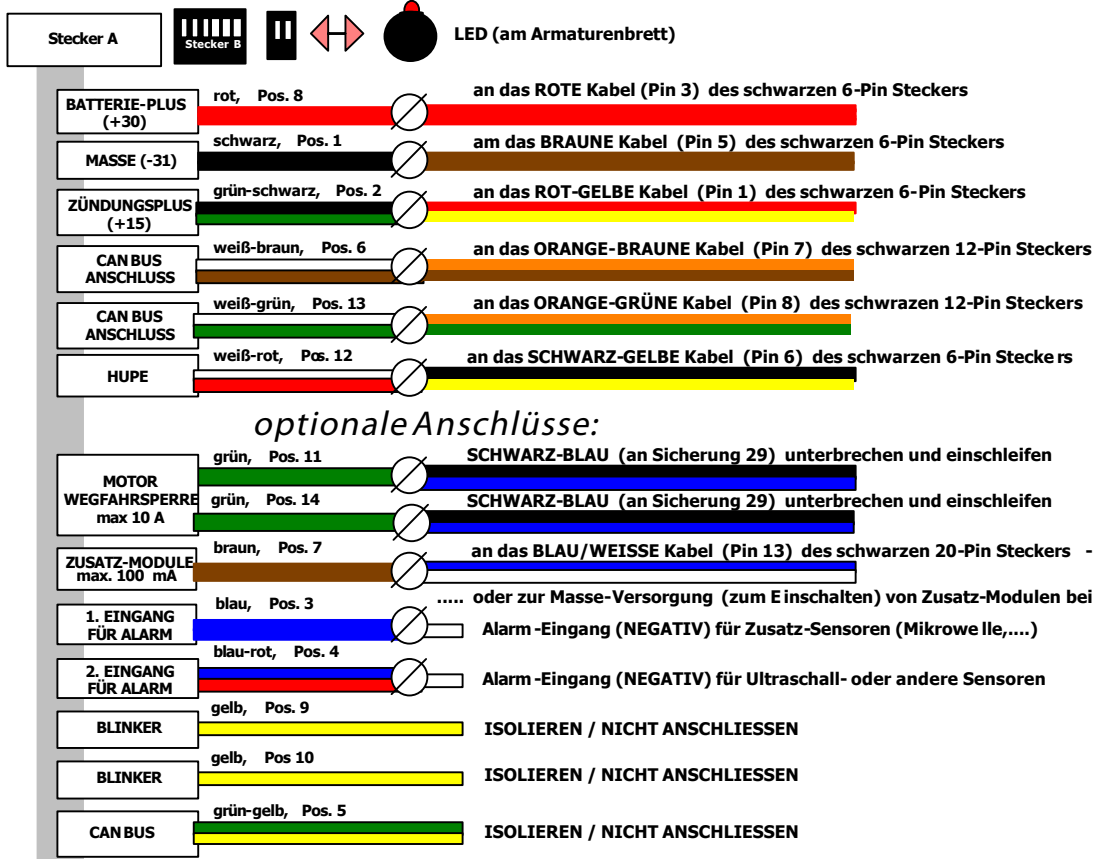 Stecker A
Stecker B
LED (am Armaturenbrett)
BATTERIE-PLUS
(+30)
rot, Pos. 8
an das ROTE Kabel (Pin 3) des schwarzen 6-Pin Steckers
MASSE (-31)
schwarz, Pos. 1
am das BRAUNE Kabel (Pin 5) des schwarzen 6-Pin Steckers
ZÜNDUNGSPLUS
(+15)
grün-schwarz, Pos. 2
an das ROT-GELBE Kabel (Pin 1) des schwarzen 6-Pin Steckers
CAN BUS
ANSCHLUSS
weiß-braun, Pos. 6
an das ORANGE-BRAUNE Kabel (Pin 7) des schwarzen 12-Pin Steckers
CAN BUS
ANSCHLUSS
weiß-grün, Pos. 13
an das ORANGE-GRÜNE Kabel (Pin 8) des schwrazen 12-Pin Steckers
HUPE
weiß-rot, Pos. 12
an das SCHWARZ-GELBE Kabel (Pin 6) des schwarzen 6-Pin Steckers
optionale Anschlüsse:
MOTOR
WEGFAHRSPERRE
max 10 A
grün, Pos. 11
SCHWARZ-BLAU (an Sicherung 29) unterbrechen und einschleifen
grün, Pos. 14
SCHWARZ-BLAU (an Sicherung 29) unterbrechen und einschleifen
ZUSATZ-MODULE
max. 100 mA
braun, Pos. 7
an das BLAU/WEISSE Kabel (Pin 13) des schwarzen 20-Pin Steckers -
..... oder zur Masse-Versorgung (zum Einschalten) von Zusatz-Modulen bei
1. EINGANG
FÜR ALARM
blau, Pos. 3
Alarm-Eingang (NEGATIV) für Zusatz-Sensoren (Mikrowelle,....)
2. EINGANG
FÜR ALARM
blau-rot, Pos. 4
Alarm-Eingang (NEGATIV) für Ultraschall- oder andere Sensoren
BLINKER
gelb, Pos. 9
ISOLIEREN / NICHT ANSCHLIESSEN
BLINKER
gelb, Pos 10
ISOLIEREN / NICHT ANSCHLIESSEN
CAN BUS
grün-gelb, Pos. 5
ISOLIEREN / NICHT ANSCHLIESSEN